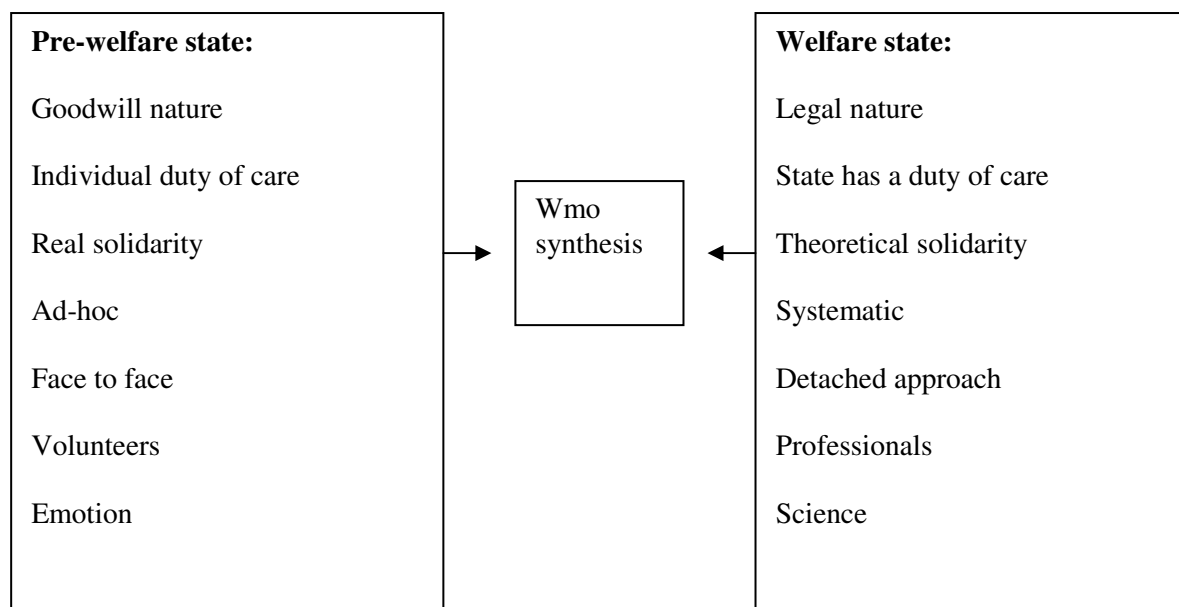 Pre-welfare state:
Goodwill nature
Individual duty of care
Real solidarity
Ad-hoc
Face to face
Volunteers
Emotion
Wmo
synthesis
Welfare state:
Legal nature
State has a duty of care
Theoretical solidarity
Systematic
Detached approach
Professionals
Science